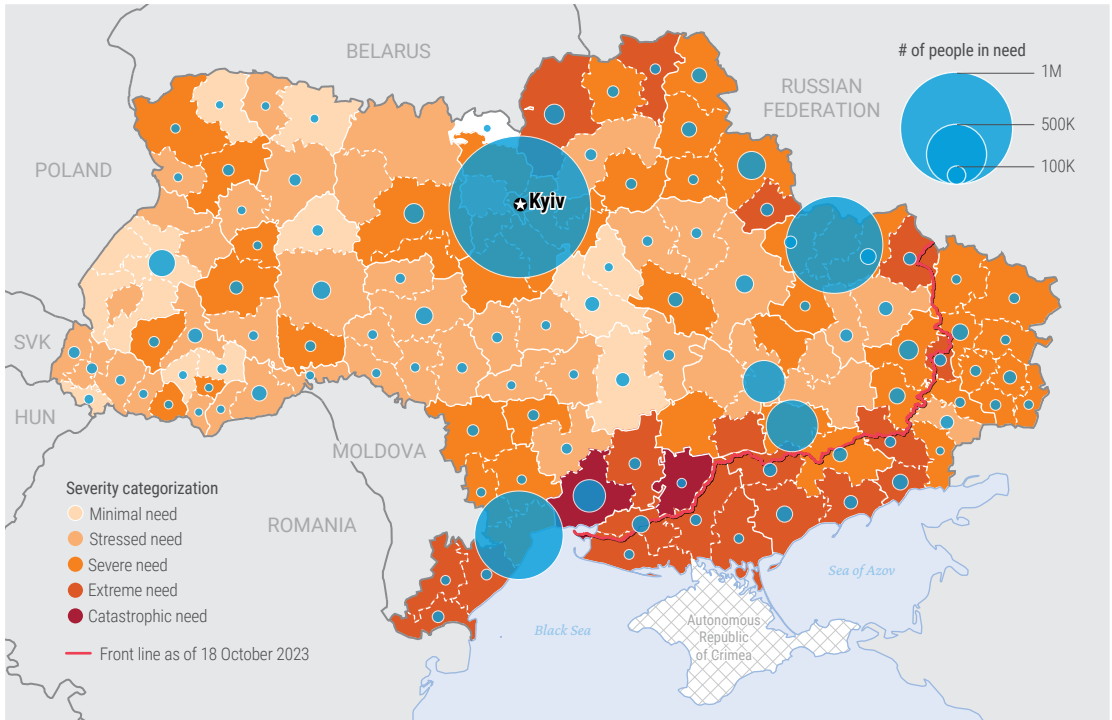 BELARUS
# of people in need
1M
RUSSIAN
FEDERATION
500K
100K
POLAND
Kyiv
SVK
HUN
MOLDOVA
ROMANIA
Severity categorization
Minimal need
Stressed need
Severe need
Extreme need
Catastrophic need
Front line as of 18 October 2023
Black Sea
Sea of Azov
Autonomous
Republic
of Crimea